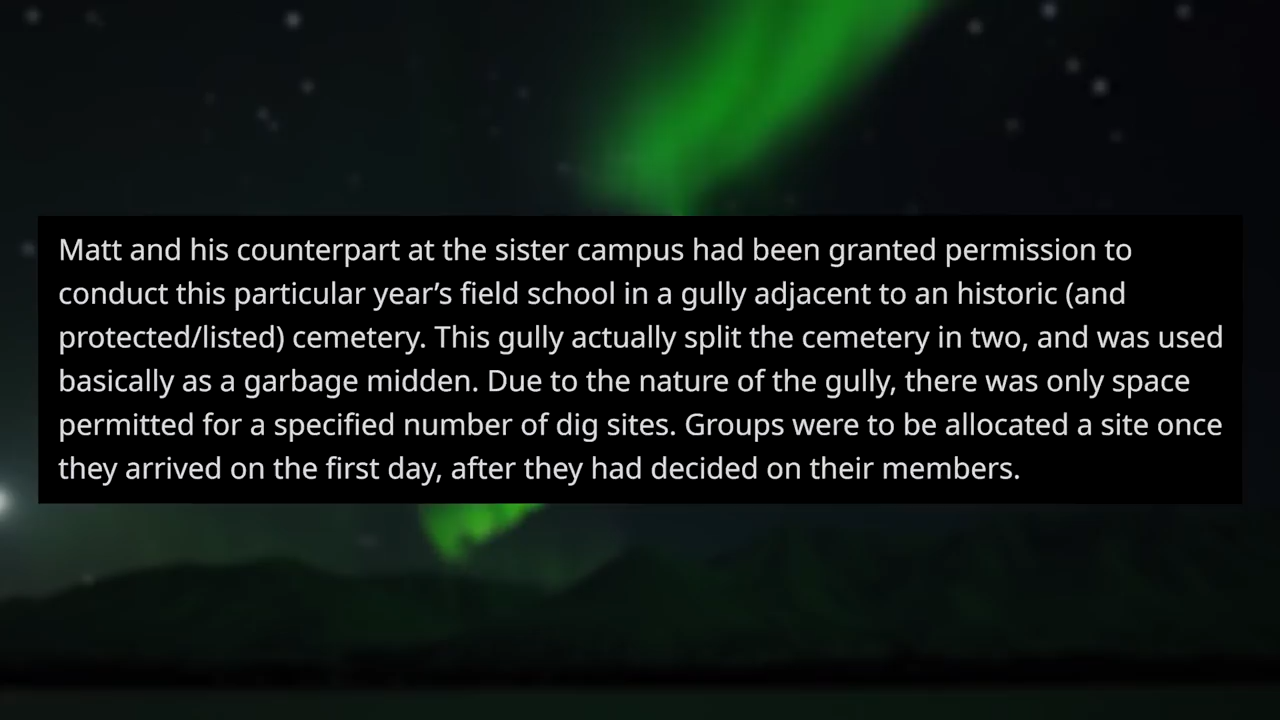 Matt and his counterpart at the sister campus had been granted permission to
conduct this particular year’s field school in a gully adjacent to an historic (and
protected/listed) cemetery. This gully actually split the cemetery in two, and was used
basically as a garbage midden. Due to the nature of the gully, there was only space
permitted for a specified number of dig sites. Groups were to be allocated a site once
they arrived on the first day, after they had decided on their members.